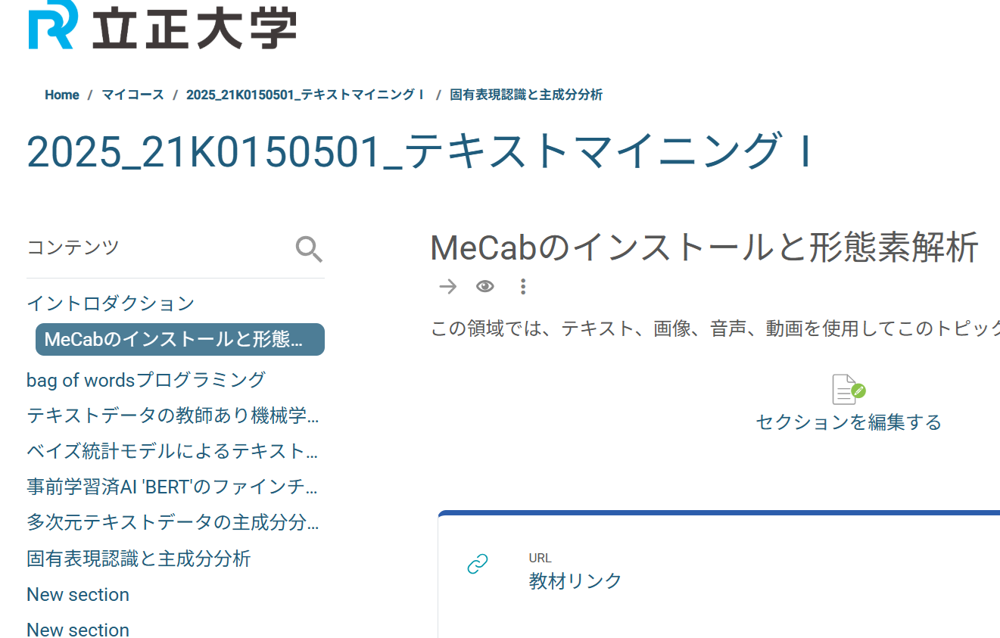 立正大学
Home / マイコース / 2025_21K0150501_テキストマイニングⅠ / 固有表現認識と主成分分析
2025_21K0150501_テキストマイニングⅠ
コンテンツ
イントロダクション
MeCabのインストールと形態...
bag of wordsプログラミング
テキストデータの教師あり機械学...
ベイズ統計モデルによるテキスト...
事前学習済AI 'BERT'のファインチ...
多次元テキストデータの主成分分...
固有表現認識と主成分分析
New section
New section
MeCabのインストールと形態素解析
この領域では、テキスト、画像、音声、動画を使用してこのトピック
セクションを編集する
URL
教材リンク